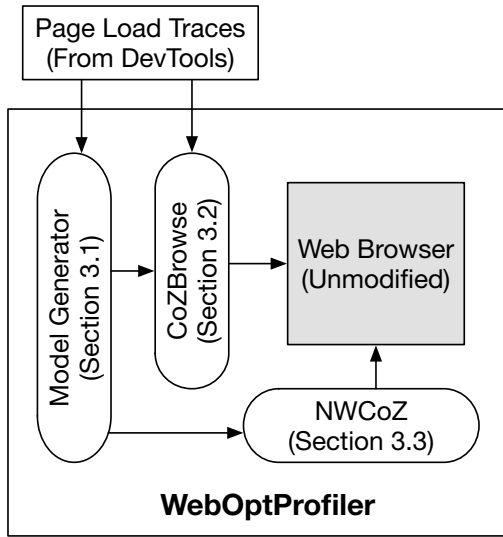 Page Load Traces
(From DevTools)
Model Generator
(Section 3.1)
CoZBrowse
(Section 3.2)
Web Browser
(Unmodified)
NWCoZ
(Section 3.3)
WebOptProfiler